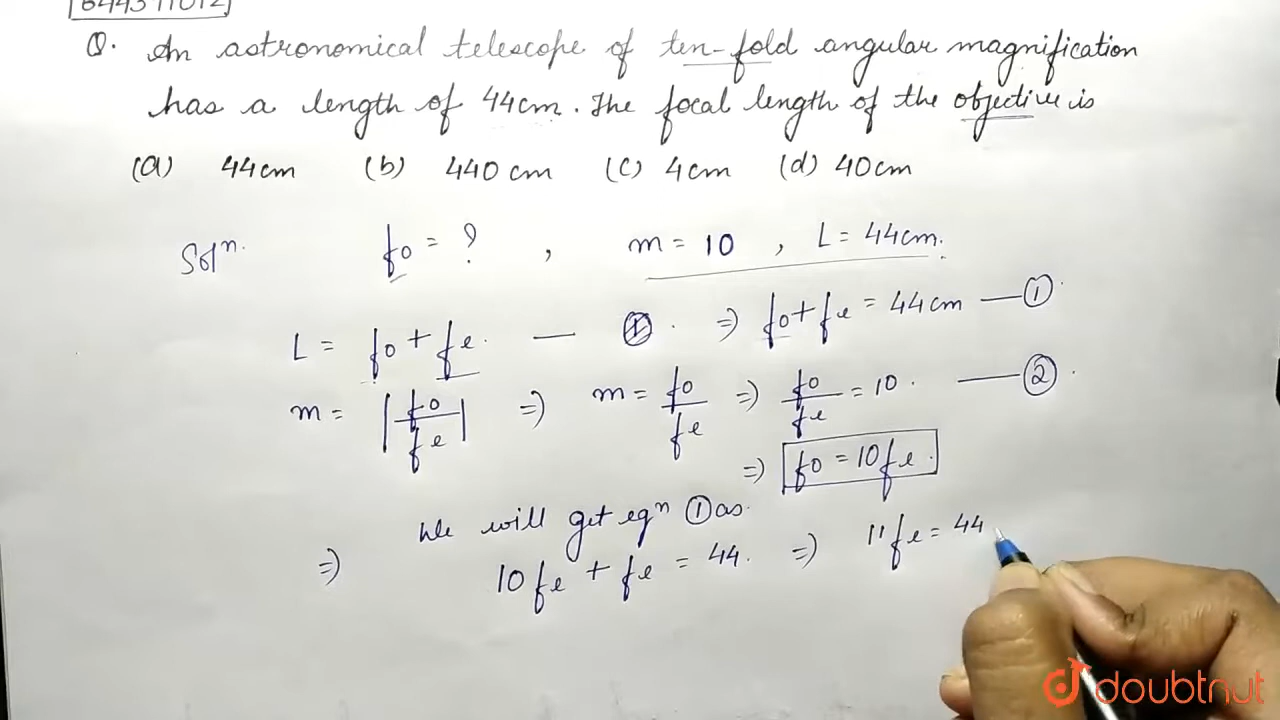 Q. An astronomical telescope of ten-fold angular magnification
has a length of 44cm. The focal length of the objective is
(a) 44cm (b) 440 cm (c) 4cm (d) 40cm
Solⁿ. fo = ? , m = 10 , L = 44cm.
L = fo + fe. — ① . => fo + fe = 44cm — ①
m = |fo/fe| => m = fo/fe => fo/fe = 10. — ② .
=> fo = 10fe.
We will get eqⁿ ① as.
=> 10fe + fe = 44. => 11fe = 44
doubtnut